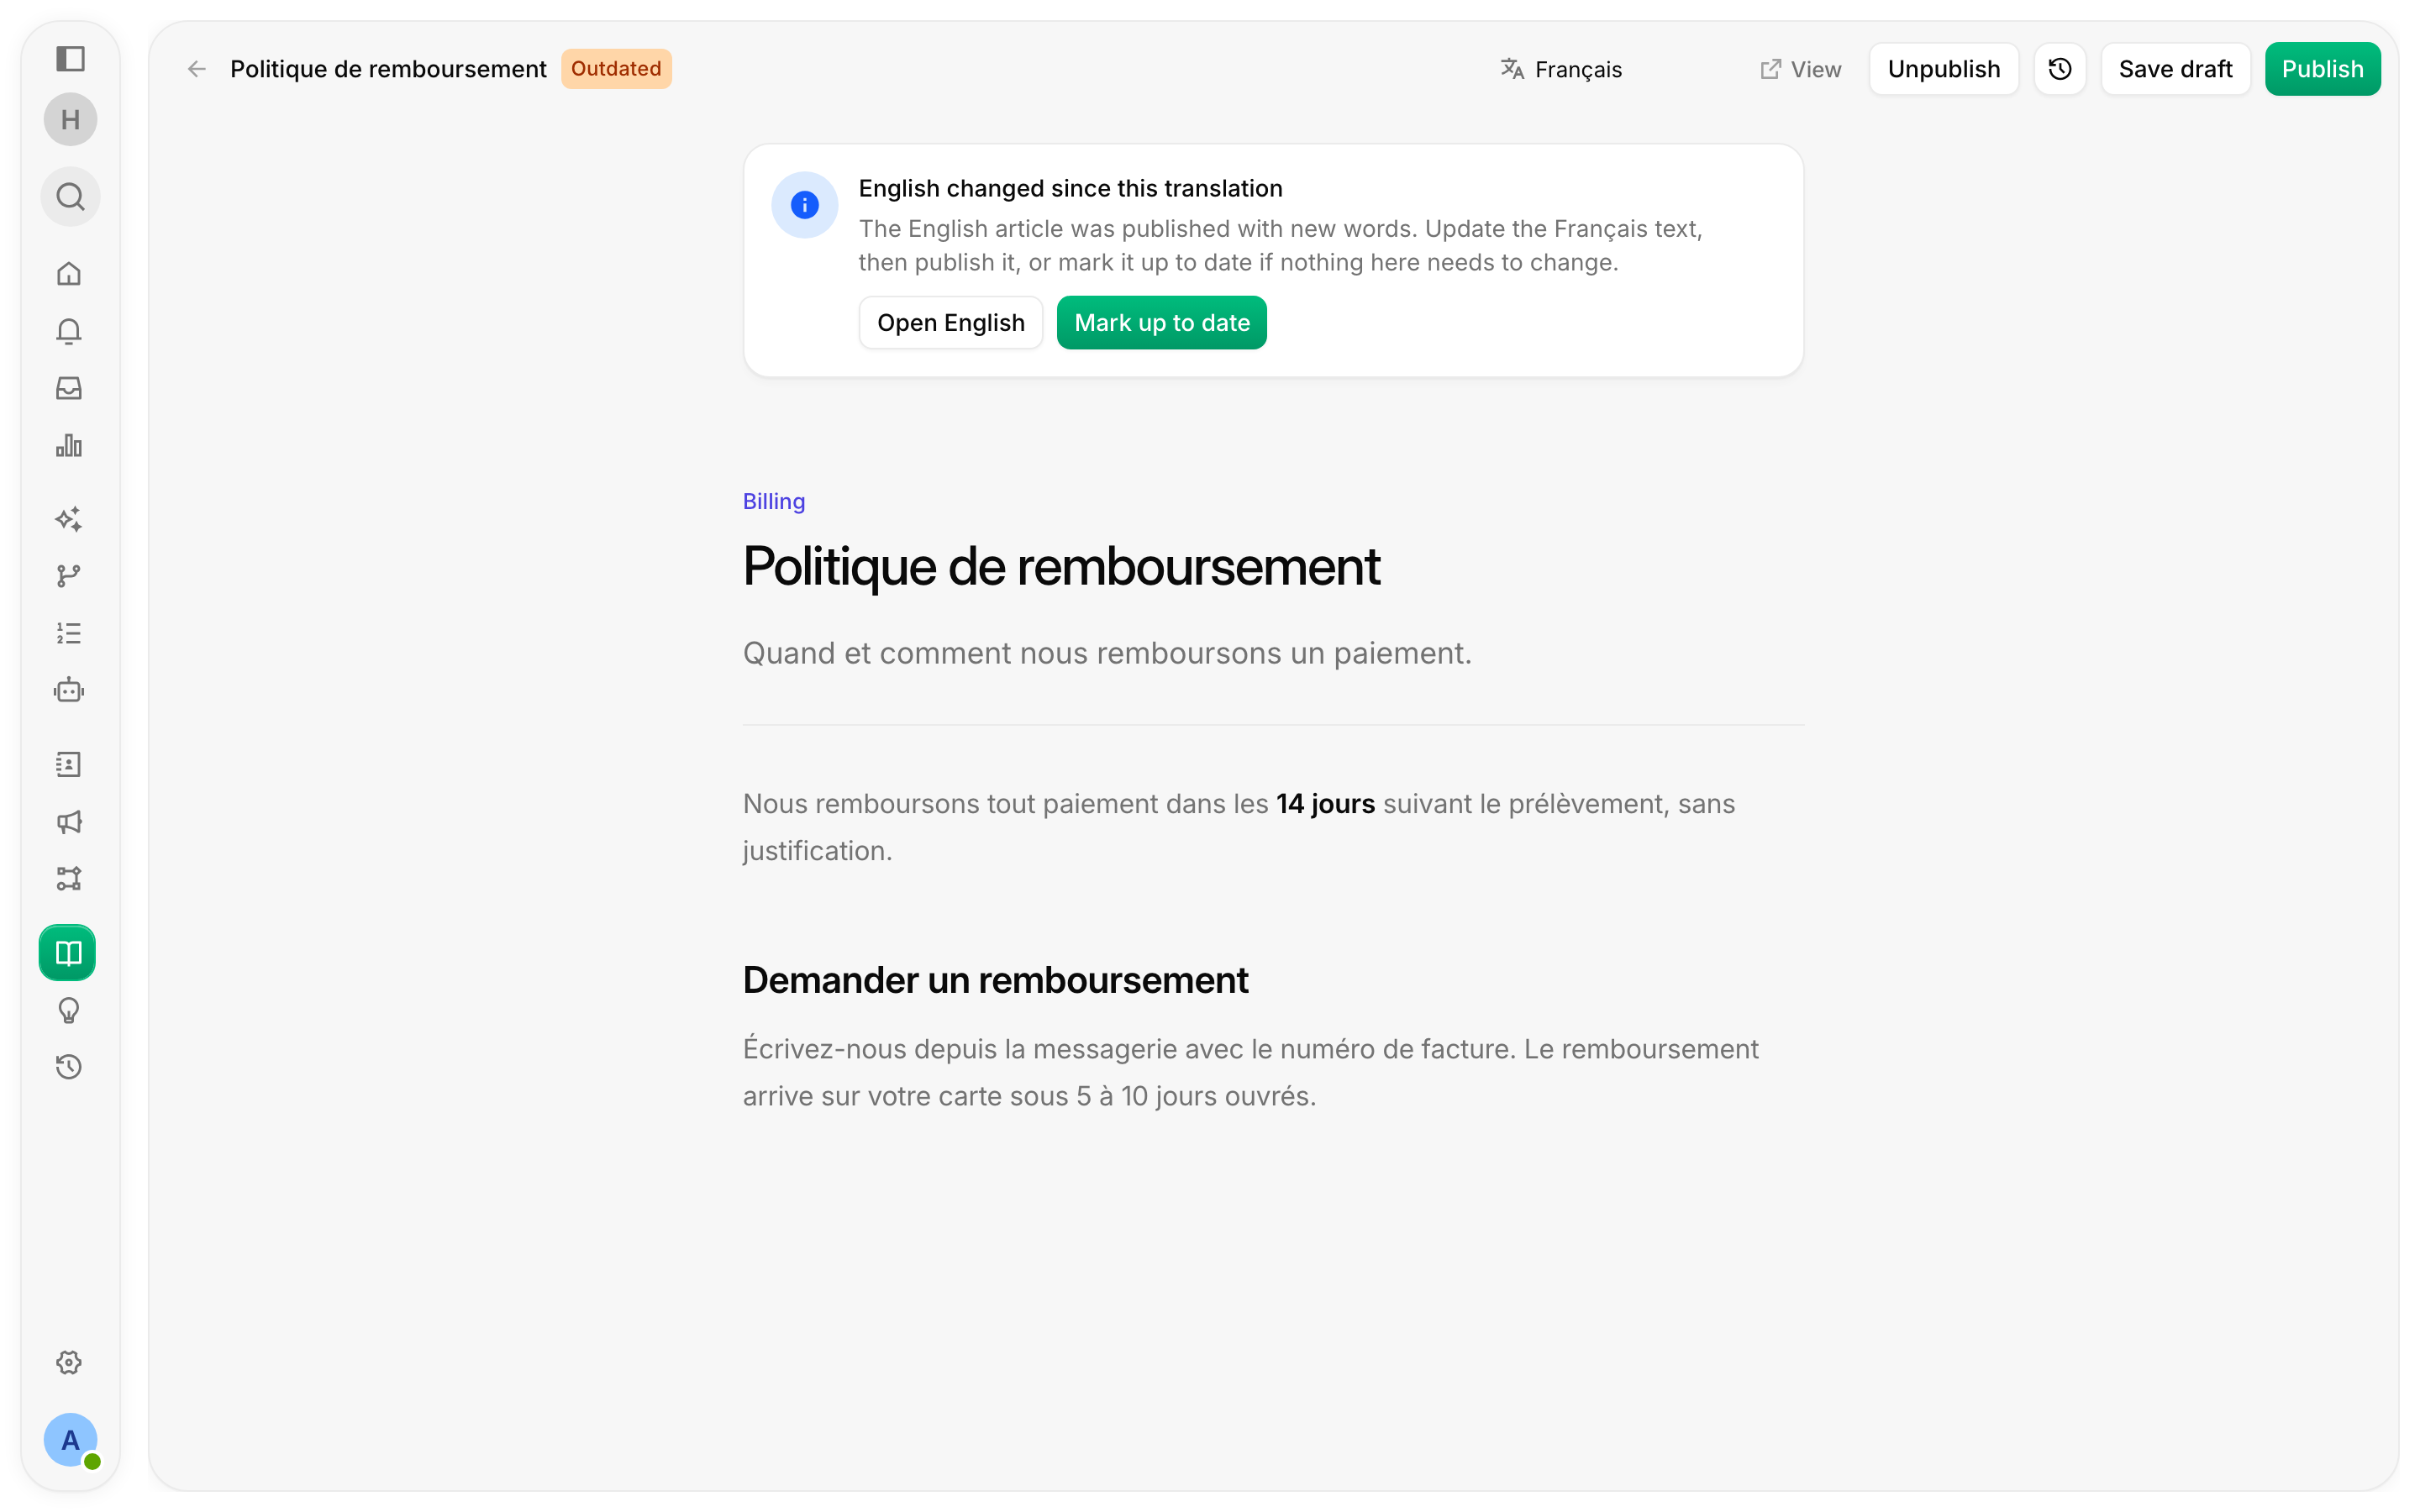 H
Politique de remboursement
Outdated
Français
View
Unpublish
Save draft
Publish
English changed since this translation
The English article was published with new words. Update the Français text,
then publish it, or mark it up to date if nothing here needs to change.
Open English
Mark up to date
Billing
Politique de remboursement
Quand et comment nous remboursons un paiement.
Nous remboursons tout paiement dans les 14 jours suivant le prélèvement, sans
justification.
Demander un remboursement
Écrivez-nous depuis la messagerie avec le numéro de facture. Le remboursement
arrive sur votre carte sous 5 à 10 jours ouvrés.
A